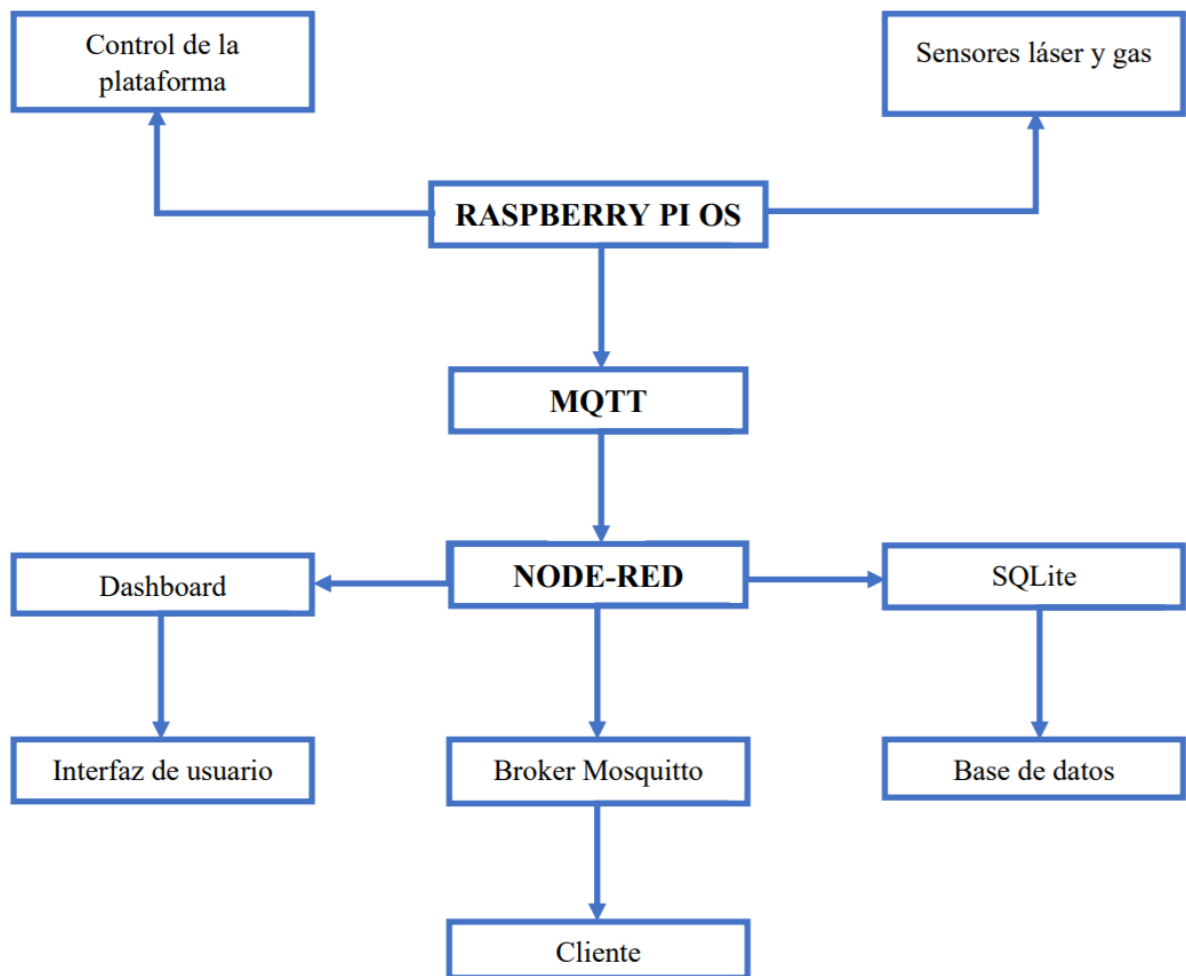 Control de la
plataforma
Sensores láser y gas
RASPBERRY PI OS
MQTT
Dashboard
NODE-RED
SQLite
Interfaz de usuario
Broker Mosquitto
Base de datos
Cliente